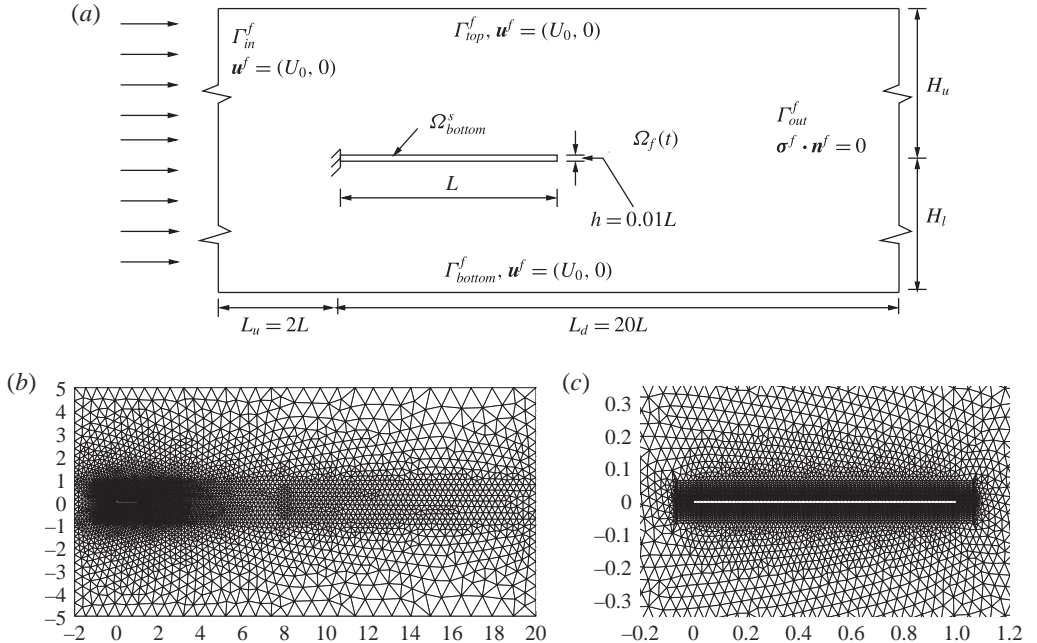 (a)
Γ^f_in
u^f = (U_0, 0)
Γ^f_top, u^f = (U_0, 0)
H_u
Ω^s_bottom
Γ^f_out
σ^f · n^f = 0
Ω_f(t)
L
h = 0.01L
H_l
Γ^f_bottom, u^f = (U_0, 0)
L_u = 2L
L_d = 20L
(b)
5
4
3
2
1
0
–1
–2
–3
–4
–5
–2 0 2 4 6 8 10 12 14 16 18 20
(c)
0.3
0.2
0.1
0
–0.1
–0.2
–0.3
–0.2 0 0.2 0.4 0.6 0.8 1.0 1.2